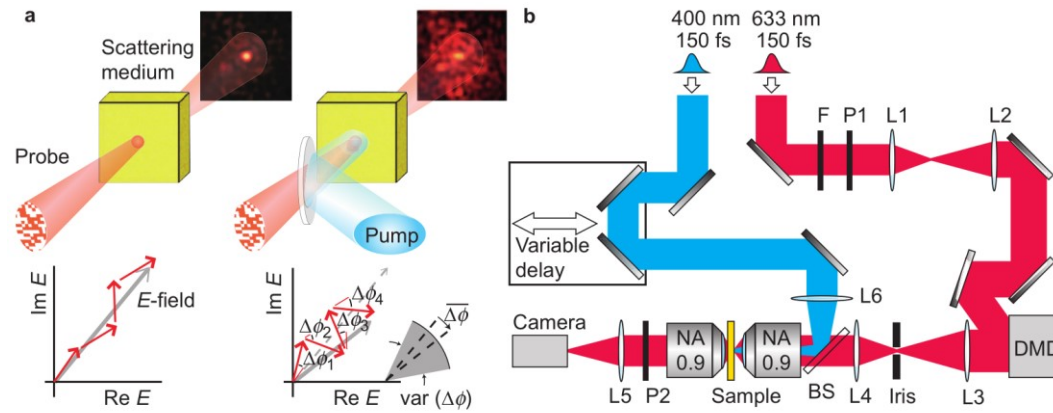 a
Scattering
medium
Probe
Pump
Im E
E-field
Re E
Im E
Δϕ₄
Δϕ₂
Δϕ₃
Δϕ₁
Δϕ̅
Re E
var (Δϕ)
b
400 nm
150 fs
633 nm
150 fs
F P1 L1 L2
Variable
delay
L6
Camera
NA
0.9
NA
0.9
DMD
L5 P2 Sample BS L4 Iris L3